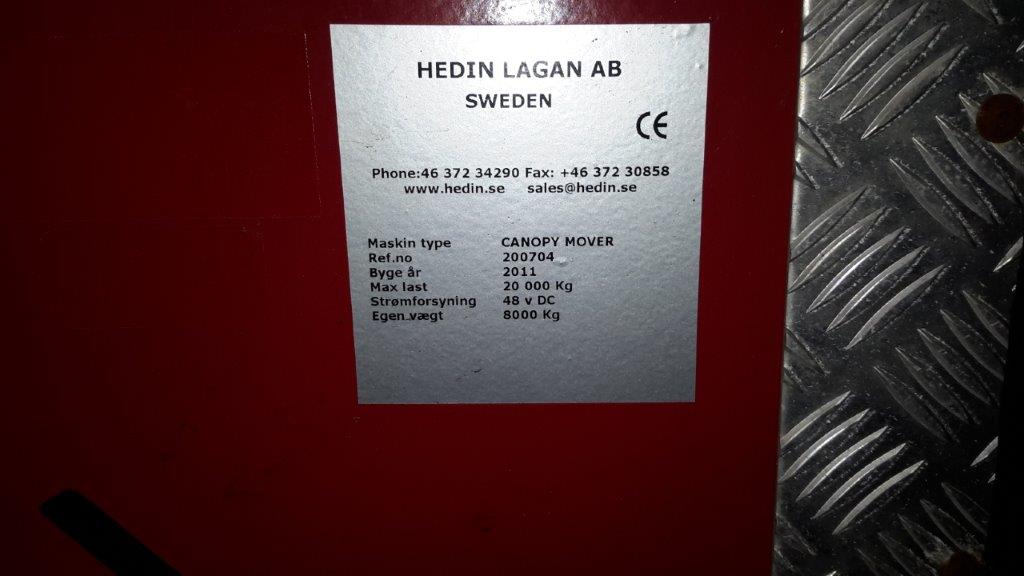 HEDIN LAGAN AB
SWEDEN
CE
Phone:46 372 34290 Fax: +46 372 30858
www.hedin.se sales@hedin.se
Maskin type CANOPY MOVER
Ref.no 200704
Byge år 2011
Max last 20 000 Kg
Strømforsyning 48 v DC
Egen vægt 8000 Kg